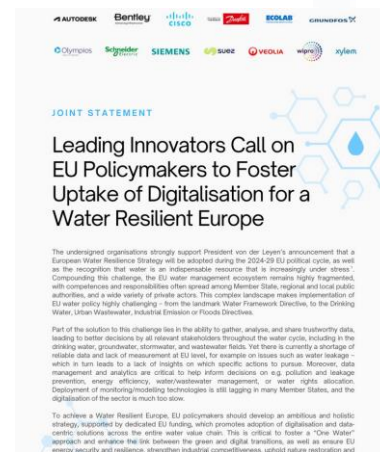 AUTODESK Bentley CISCO Danfoss ECOLAB GRUNDFOS
Olympios Schneider Electric SIEMENS suez VEOLIA wipro xylem
JOINT STATEMENT
Leading Innovators Call on
EU Policymakers to Foster
Uptake of Digitalisation for a
Water Resilient Europe
The undersigned organisations strongly support President von der Leyen's announcement that a
European Water Resilience Strategy will be adopted during the 2024-29 EU political cycle, as well
as the recognition that water is an indispensable resource that is increasingly under stress¹.
Compounding this challenge, the EU water management ecosystem remains highly fragmented,
with competences and responsibilities often spread among Member State, regional and local public
authorities, and a wide variety of private actors. This complex landscape makes implementation of
EU water policy highly challenging - from the landmark Water Framework Directive, to the Drinking
Water, Urban Wastewater, Industrial Emission or Floods Directives.
Part of the solution to this challenge lies in the ability to gather, analyse, and share trustworthy data,
leading to better decisions by all relevant stakeholders throughout the water cycle, including in the
drinking water, groundwater, stormwater, and wastewater fields. Yet there is currently a shortage of
reliable data and lack of measurement at EU level, for example on issues such as water leakage -
which in turn leads to a lack of insights on which specific actions to pursue. Moreover, data
management and analytics are critical to help inform decisions on e.g. pollution and leakage
prevention, energy efficiency, water/wastewater management, or water rights allocation.
Deployment of monitoring/modelling technologies is still lagging in many Member States, and the
digitalisation of the sector is much too slow.
To achieve a Water Resilient Europe, EU policymakers should develop an ambitious and holistic
strategy, supported by dedicated EU funding, which promotes adoption of digitalisation and data-
centric solutions across the entire water value chain. This is critical to foster a "One Water"
approach and enhance the link between the green and digital transitions, as well as ensure EU
energy security and resilience, strengthen industrial competitiveness, uphold nature restoration and